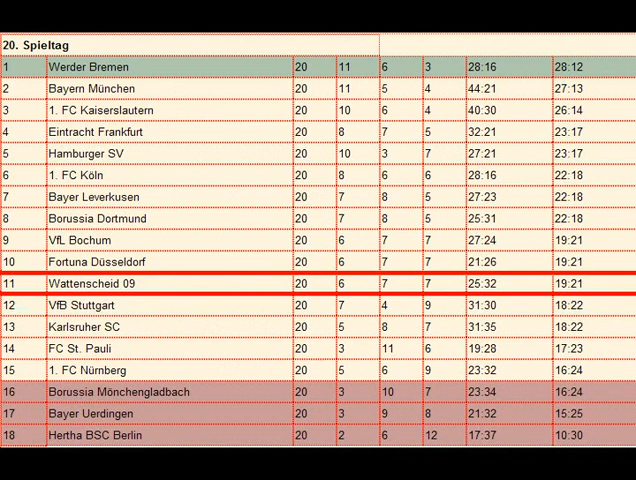 20. Spieltag
1 Werder Bremen 20 11 6 3 28:16 28:12
2 Bayern München 20 11 5 4 44:21 27:13
3 1. FC Kaiserslautern 20 10 6 4 40:30 26:14
4 Eintracht Frankfurt 20 8 7 5 32:21 23:17
5 Hamburger SV 20 10 3 7 27:21 23:17
6 1. FC Köln 20 8 6 6 28:16 22:18
7 Bayer Leverkusen 20 7 8 5 27:23 22:18
8 Borussia Dortmund 20 7 8 5 25:31 22:18
9 VfL Bochum 20 6 7 7 27:24 19:21
10 Fortuna Düsseldorf 20 6 7 7 21:26 19:21
11 Wattenscheid 09 20 6 7 7 25:32 19:21
12 VfB Stuttgart 20 7 4 9 31:30 18:22
13 Karlsruher SC 20 5 8 7 31:35 18:22
14 FC St. Pauli 20 3 11 6 19:28 17:23
15 1. FC Nürnberg 20 5 6 9 23:32 16:24
16 Borussia Mönchengladbach 20 3 10 7 23:34 16:24
17 Bayer Uerdingen 20 3 9 8 21:32 15:25
18 Hertha BSC Berlin 20 2 6 12 17:37 10:30